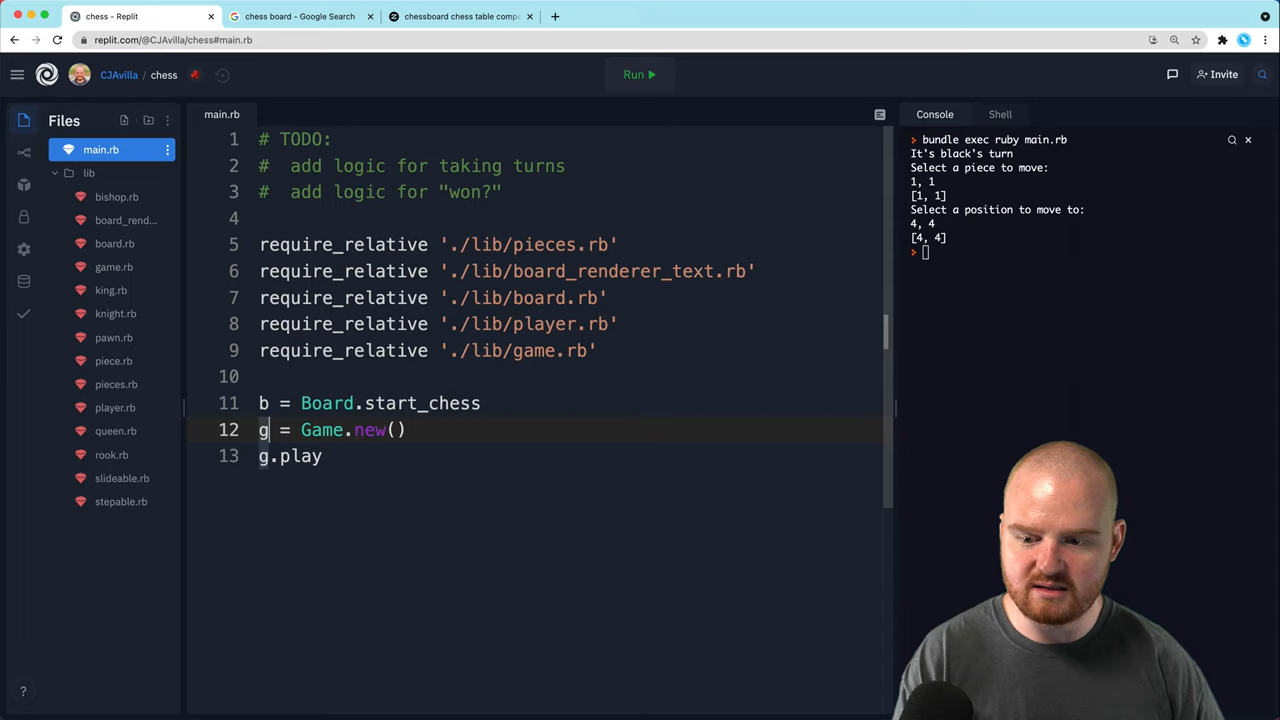 chess - Replit
chess board - Google Search
chessboard chess table comp
replit.com/@CJAvilla/chess#main.rb
CJAvilla / chess
Run
Invite
Files
main.rb
lib
bishop.rb
board_rend...
board.rb
game.rb
king.rb
knight.rb
pawn.rb
piece.rb
pieces.rb
player.rb
queen.rb
rook.rb
slideable.rb
stepable.rb
main.rb
1 # TODO:
2 #  add logic for taking turns
3 #  add logic for "won?"
4
5 require_relative './lib/pieces.rb'
6 require_relative './lib/board_renderer_text.rb'
7 require_relative './lib/board.rb'
8 require_relative './lib/player.rb'
9 require_relative './lib/game.rb'
10
11 b = Board.start_chess
12 g = Game.new()
13 g.play
Console
Shell
bundle exec ruby main.rb
It's black's turn
Select a piece to move:
1, 1
[1, 1]
Select a position to move to:
4, 4
[4, 4]